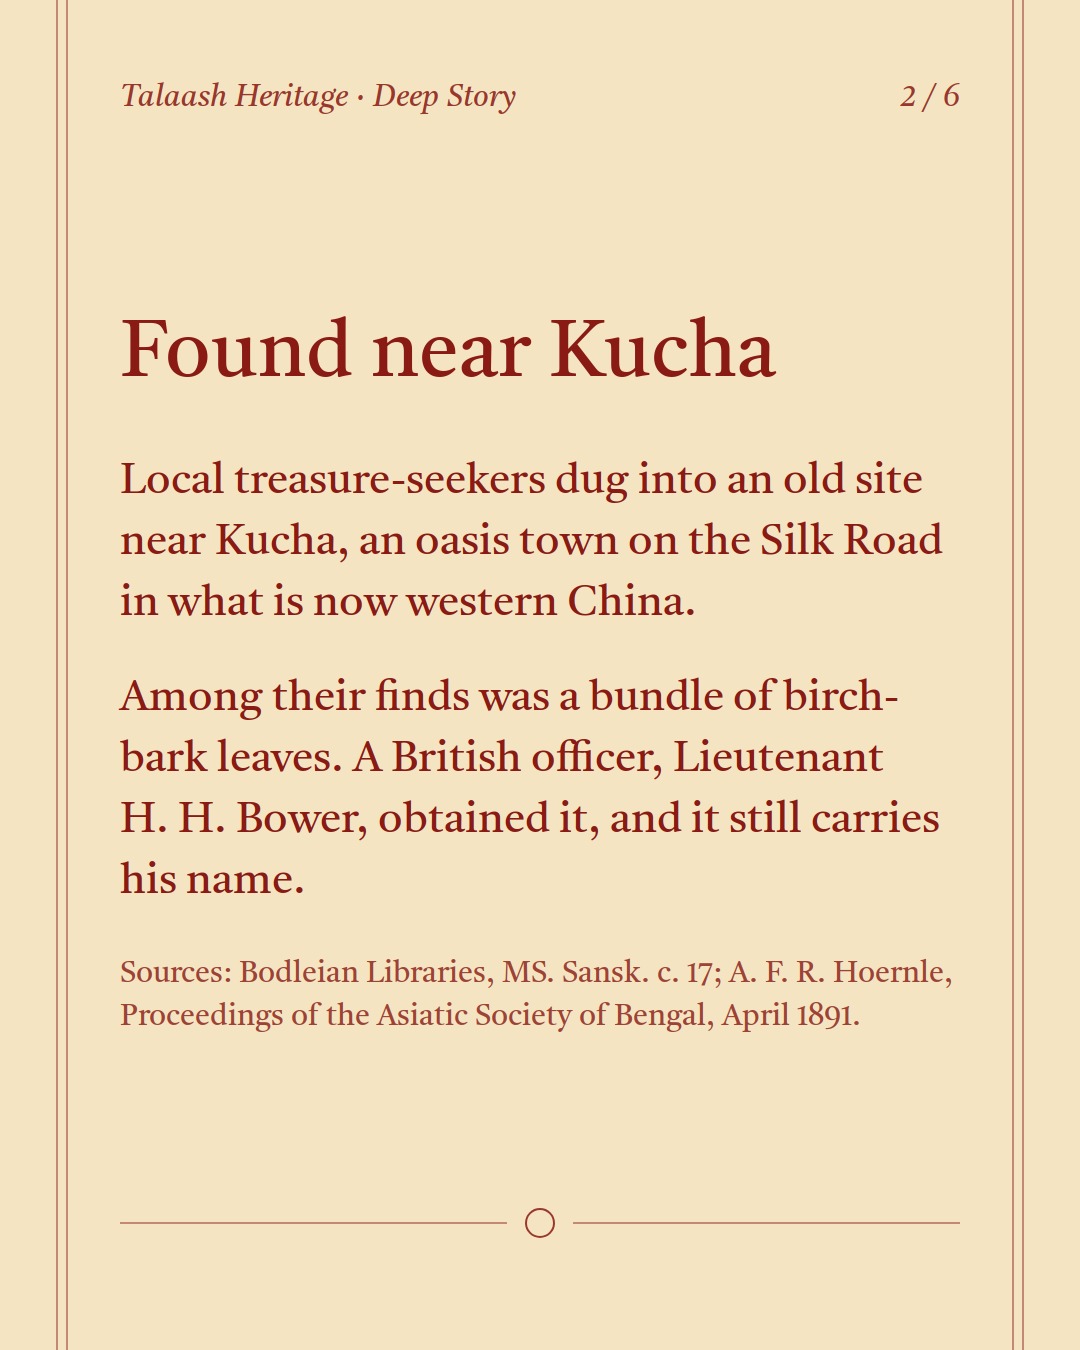 Talaash Heritage · Deep Story
2 / 6
Found near Kucha
Local treasure-seekers dug into an old site
near Kucha, an oasis town on the Silk Road
in what is now western China.
Among their finds was a bundle of birch-
bark leaves. A British officer, Lieutenant
H. H. Bower, obtained it, and it still carries
his name.
Sources: Bodleian Libraries, MS. Sansk. c. 17; A. F. R. Hoernle,
Proceedings of the Asiatic Society of Bengal, April 1891.